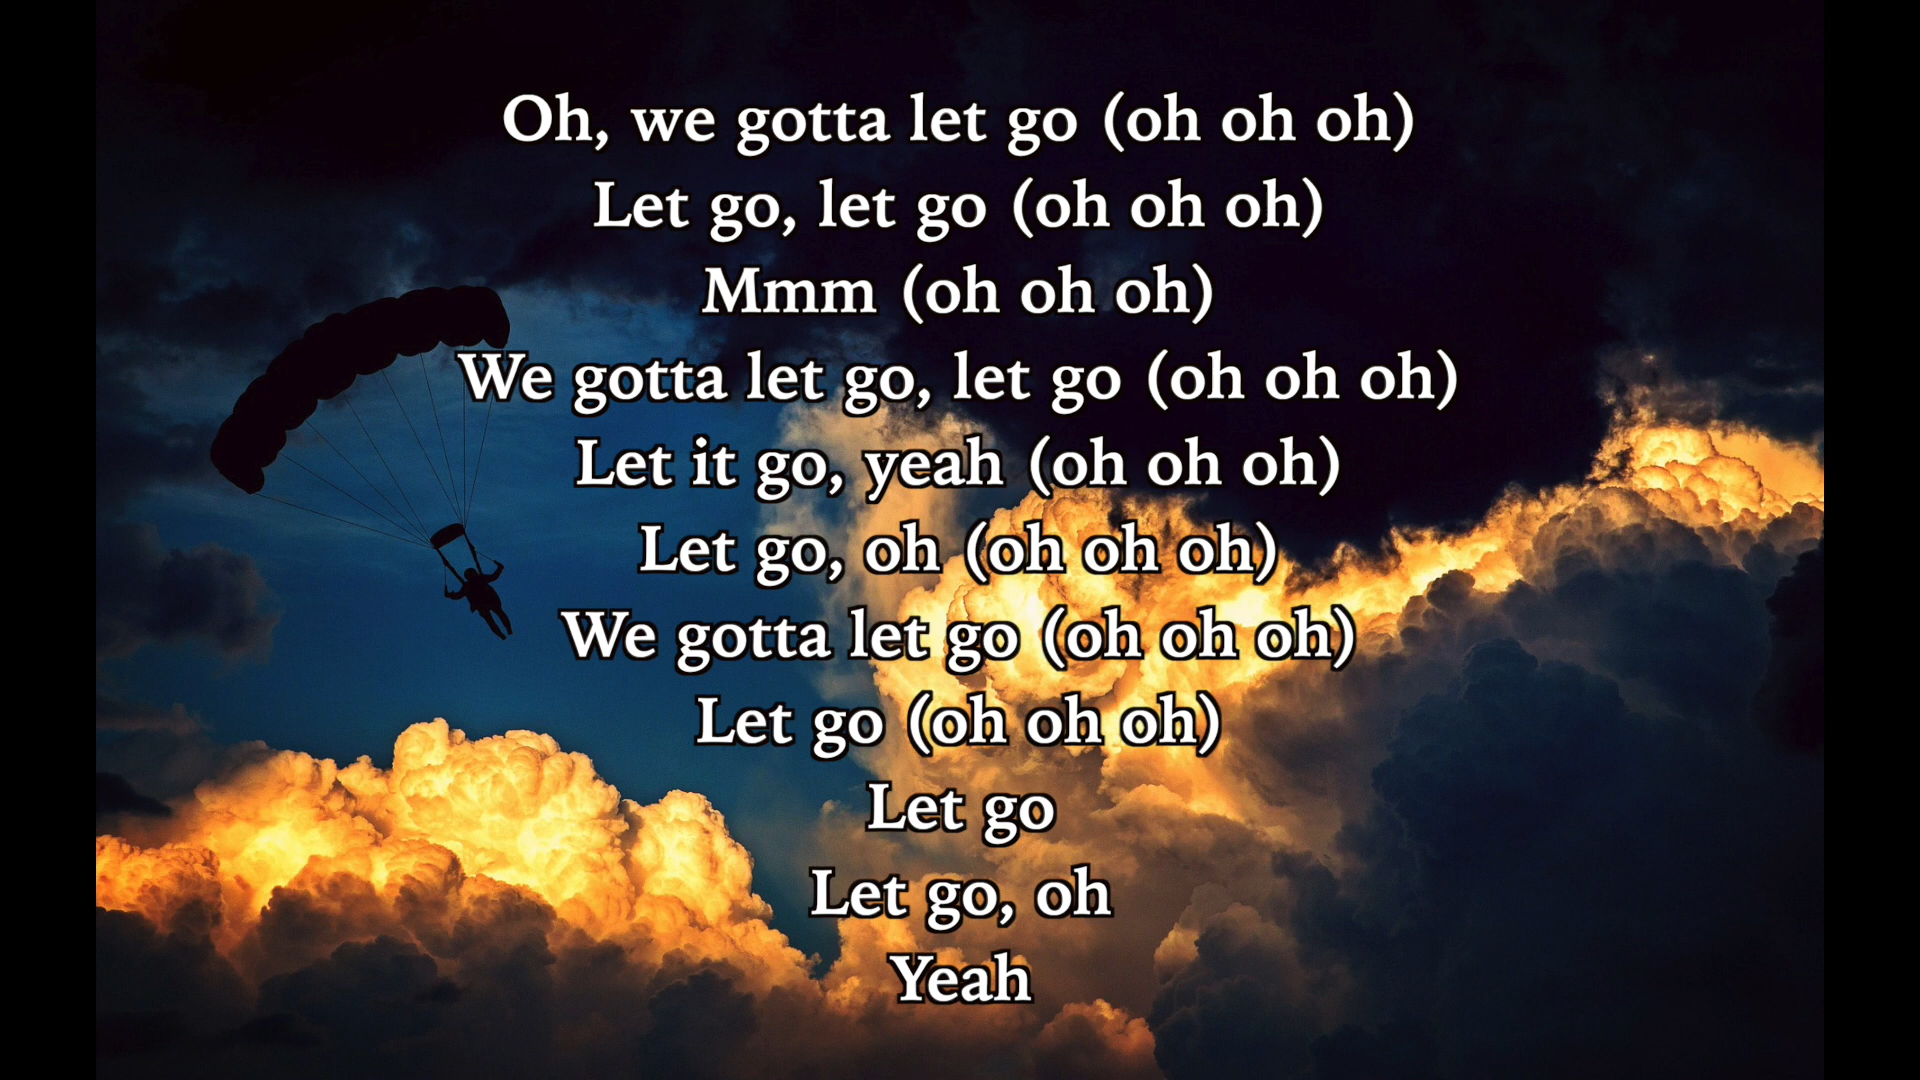 Oh, we gotta let go (oh oh oh)
Let go, let go (oh oh oh)
Mmm (oh oh oh)
We gotta let go, let go (oh oh oh)
Let it go, yeah (oh oh oh)
Let go, oh (oh oh oh)
We gotta let go (oh oh oh)
Let go (oh oh oh)
Let go
Let go, oh
Yeah